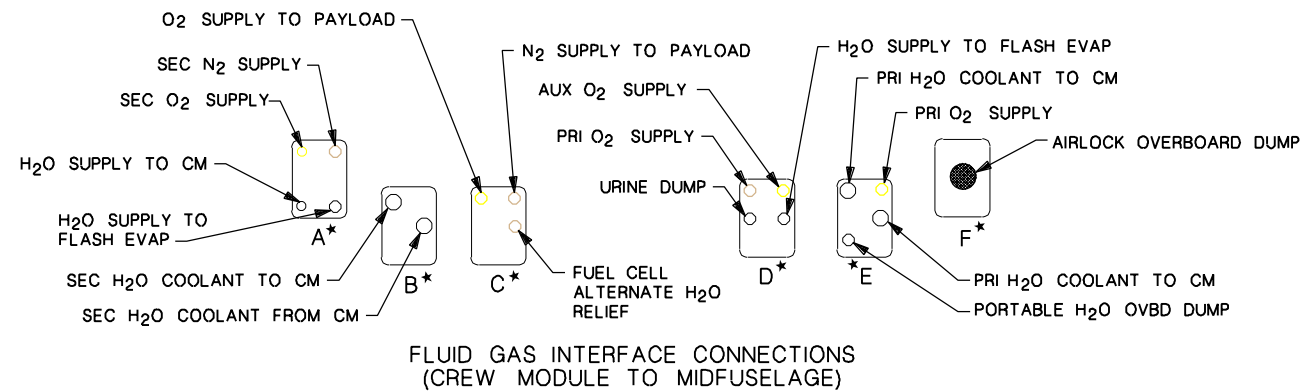 O2 SUPPLY TO PAYLOAD
SEC N2 SUPPLY
SEC O2 SUPPLY
H2O SUPPLY TO CM
H2O SUPPLY TO
FLASH EVAP
A★
SEC H2O COOLANT TO CM
SEC H2O COOLANT FROM CM
B★
N2 SUPPLY TO PAYLOAD
C★
FUEL CELL
ALTERNATE H2O
RELIEF
AUX O2 SUPPLY
PRI O2 SUPPLY
URINE DUMP
H2O SUPPLY TO FLASH EVAP
D★
PRI H2O COOLANT TO CM
PRI O2 SUPPLY
★E
PRI H2O COOLANT TO CM
PORTABLE H2O OVBD DUMP
AIRLOCK OVERBOARD DUMP
F★
FLUID GAS INTERFACE CONNECTIONS
(CREW MODULE TO MIDFUSELAGE)